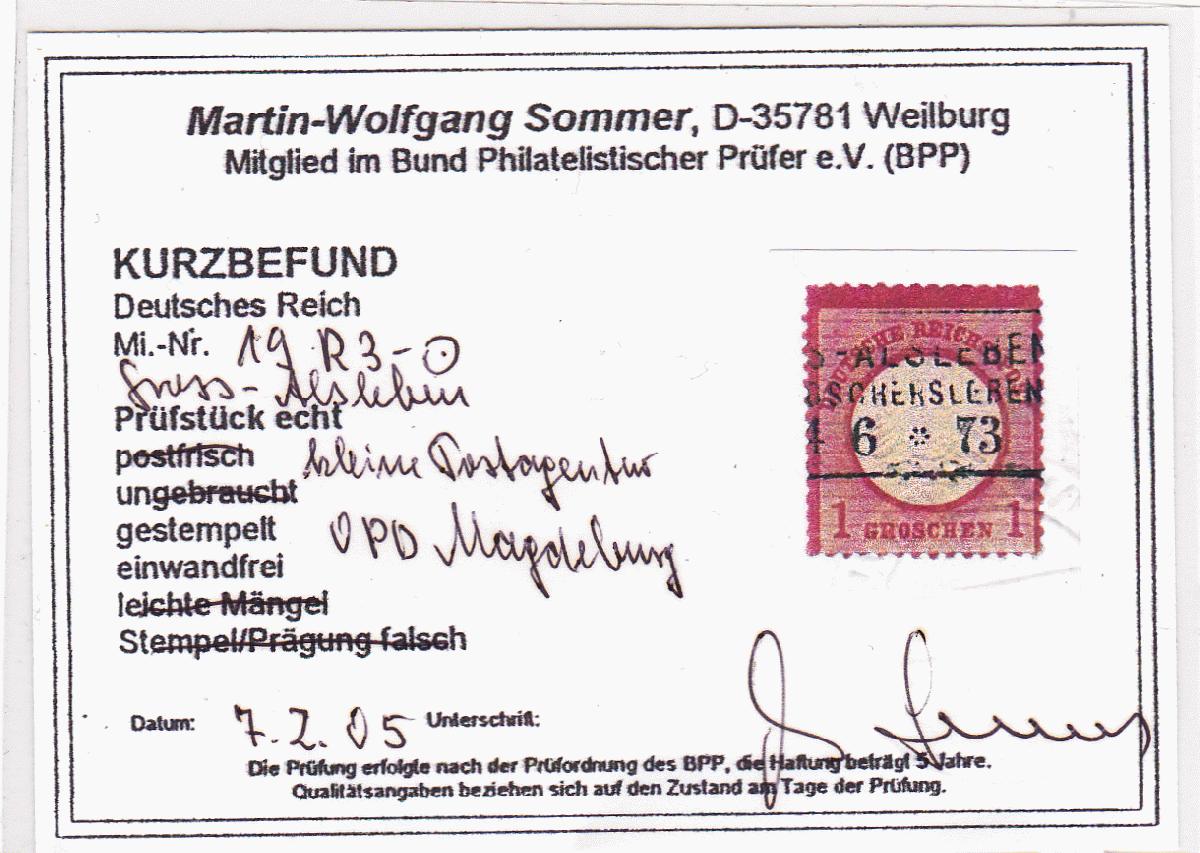 Martin-Wolfgang Sommer, D-35781 Weilburg
Mitglied im Bund Philatelistischer Prüfer e.V. (BPP)
KURZBEFUND
Deutsches Reich
Mi.-Nr. 19 R3-⊙
Gross-Alsleben
Prüfstück echt
postfrisch kleine Postagentur
ungebraucht
gestempelt OPD Magdeburg
einwandfrei
leichte Mängel
Stempel/Prägung falsch
DEUTSCHE REICHS
S-ALSLEBEN
SCHERSLEBEN
6 * 73
1 GROSCHEN 1
Datum: 7.2.05 Unterschrift:
Die Prüfung erfolgte nach der Prüfordnung des BPP, die Haftung beträgt 5 Jahre.
Qualitätsangaben beziehen sich auf den Zustand am Tage der Prüfung.